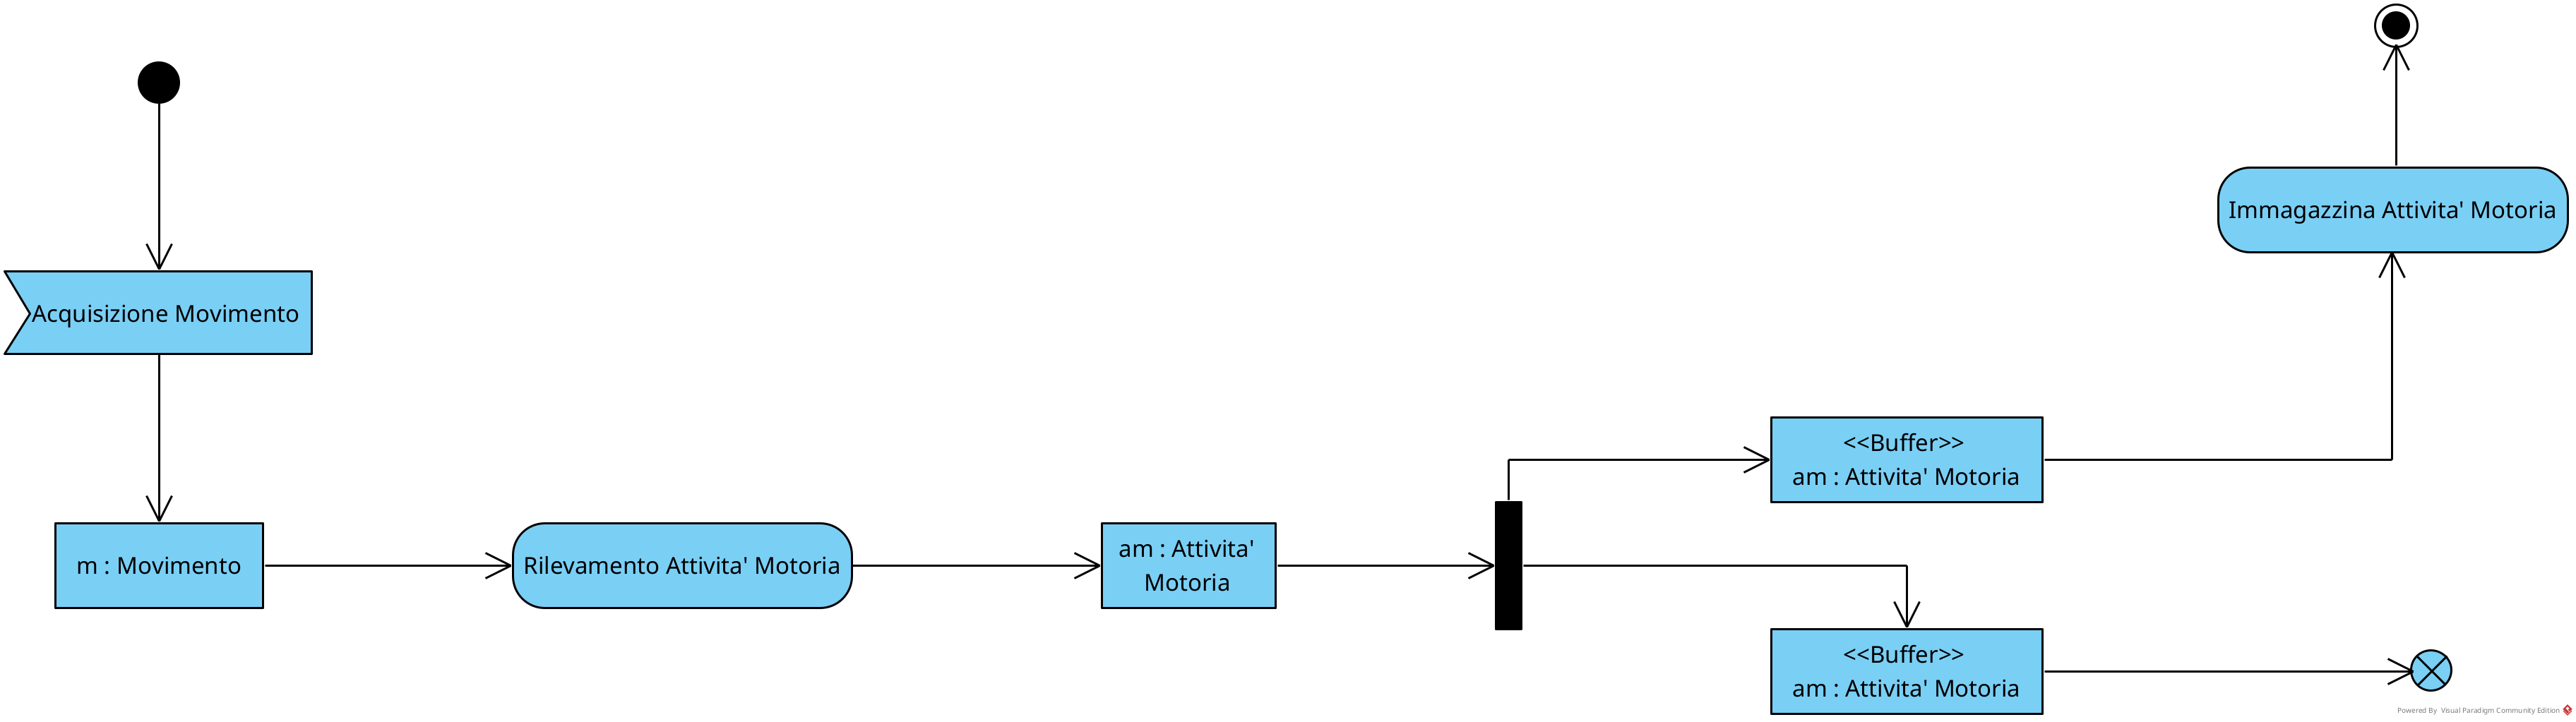 Acquisizione Movimento
m : Movimento
Rilevamento Attivita' Motoria
am : Attivita'
Motoria
<<Buffer>>
am : Attivita' Motoria
<<Buffer>>
am : Attivita' Motoria
Immagazzina Attivita' Motoria
Powered By Visual Paradigm Community Edition